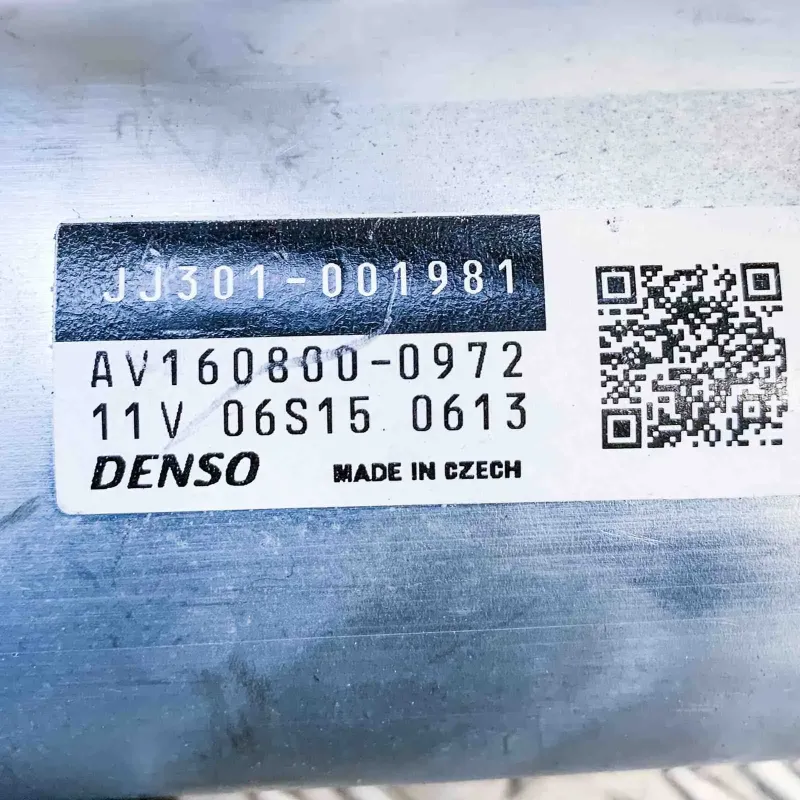 JJ301-001981
AV160800-0972
11V 06S15 0613
DENSO MADE IN CZECH